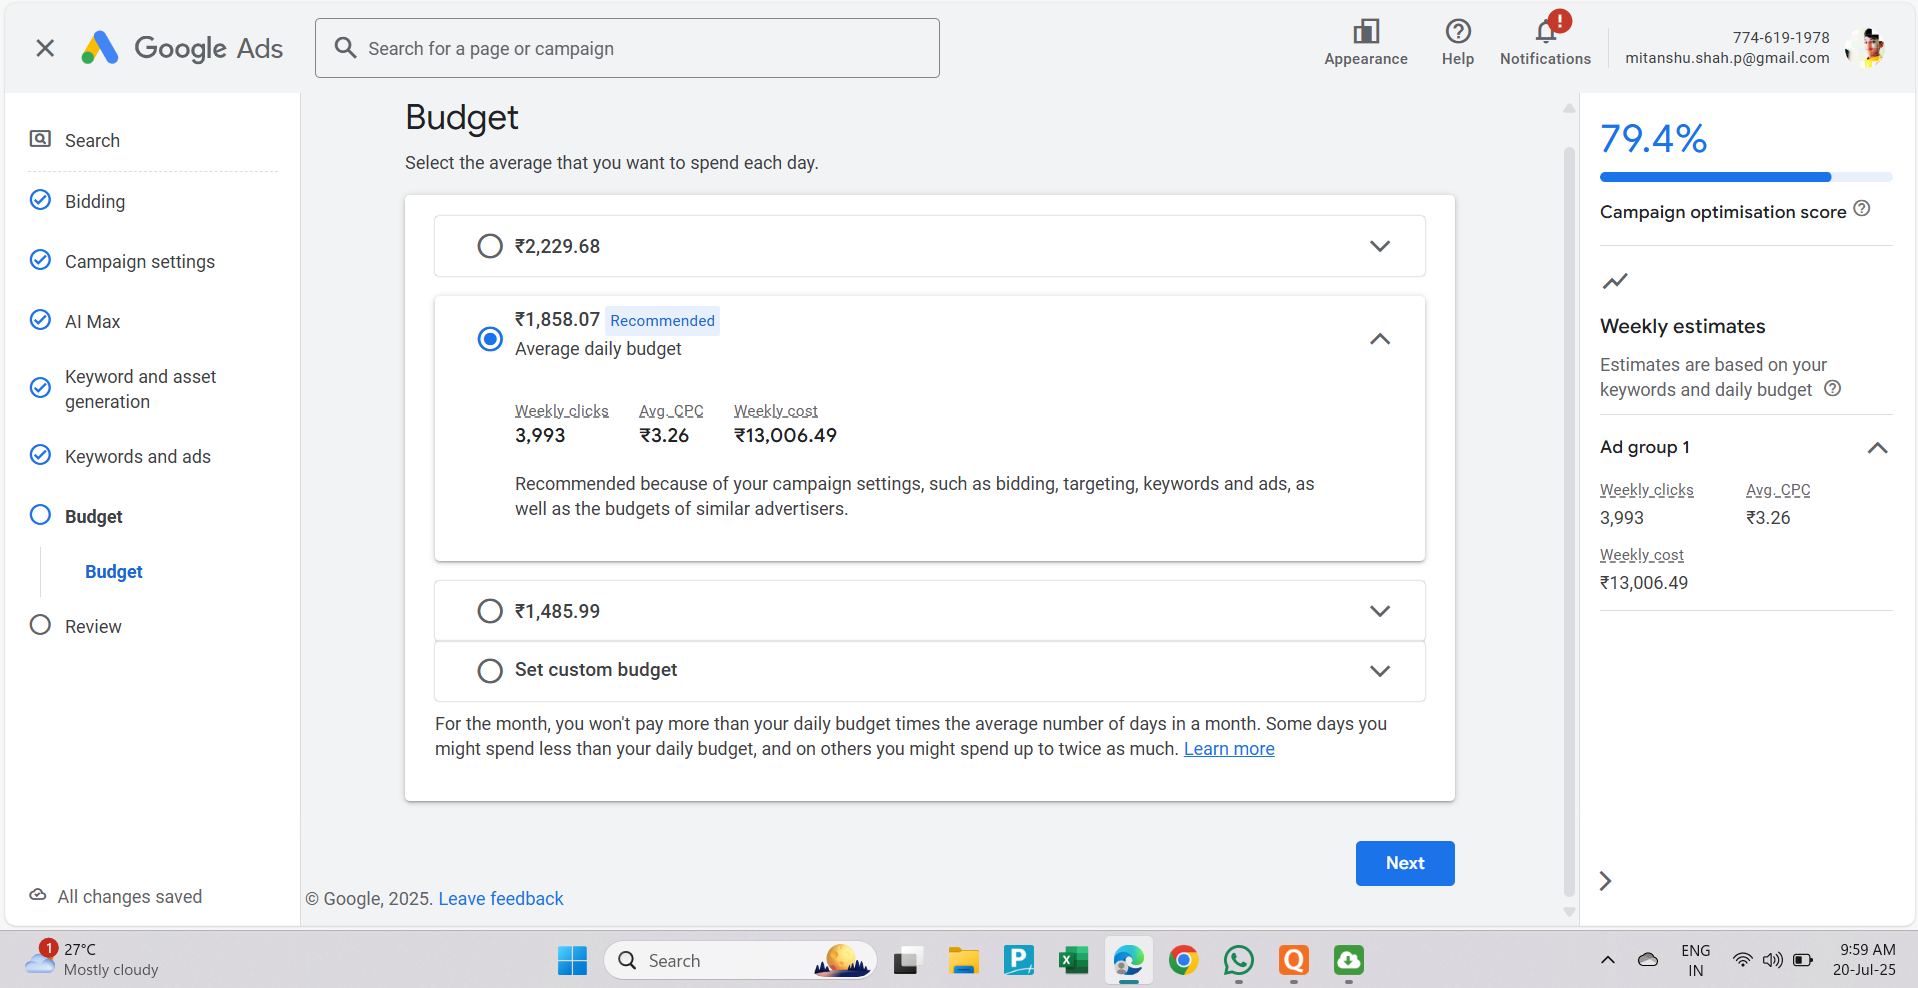 Google Ads
Search for a page or campaign
Appearance
Help
!
Notifications
774-619-1978
mitanshu.shah.p@gmail.com
Search
Bidding
Campaign settings
AI Max
Keyword and asset
generation
Keywords and ads
Budget
Budget
Review
All changes saved
Budget
Select the average that you want to spend each day.
₹2,229.68
₹1,858.07 Recommended
Average daily budget
Weekly clicks Avg. CPC Weekly cost
3,993 ₹3.26 ₹13,006.49
Recommended because of your campaign settings, such as bidding, targeting, keywords and ads, as
well as the budgets of similar advertisers.
₹1,485.99
Set custom budget
For the month, you won't pay more than your daily budget times the average number of days in a month. Some days you
might spend less than your daily budget, and on others you might spend up to twice as much. Learn more
Next
© Google, 2025. Leave feedback
79.4%
Campaign optimisation score
Weekly estimates
Estimates are based on your
keywords and daily budget
Ad group 1
Weekly clicks Avg. CPC
3,993 ₹3.26
Weekly cost
₹13,006.49
1
27°C
Mostly cloudy
Search
ENG
IN
9:59 AM
20-Jul-25